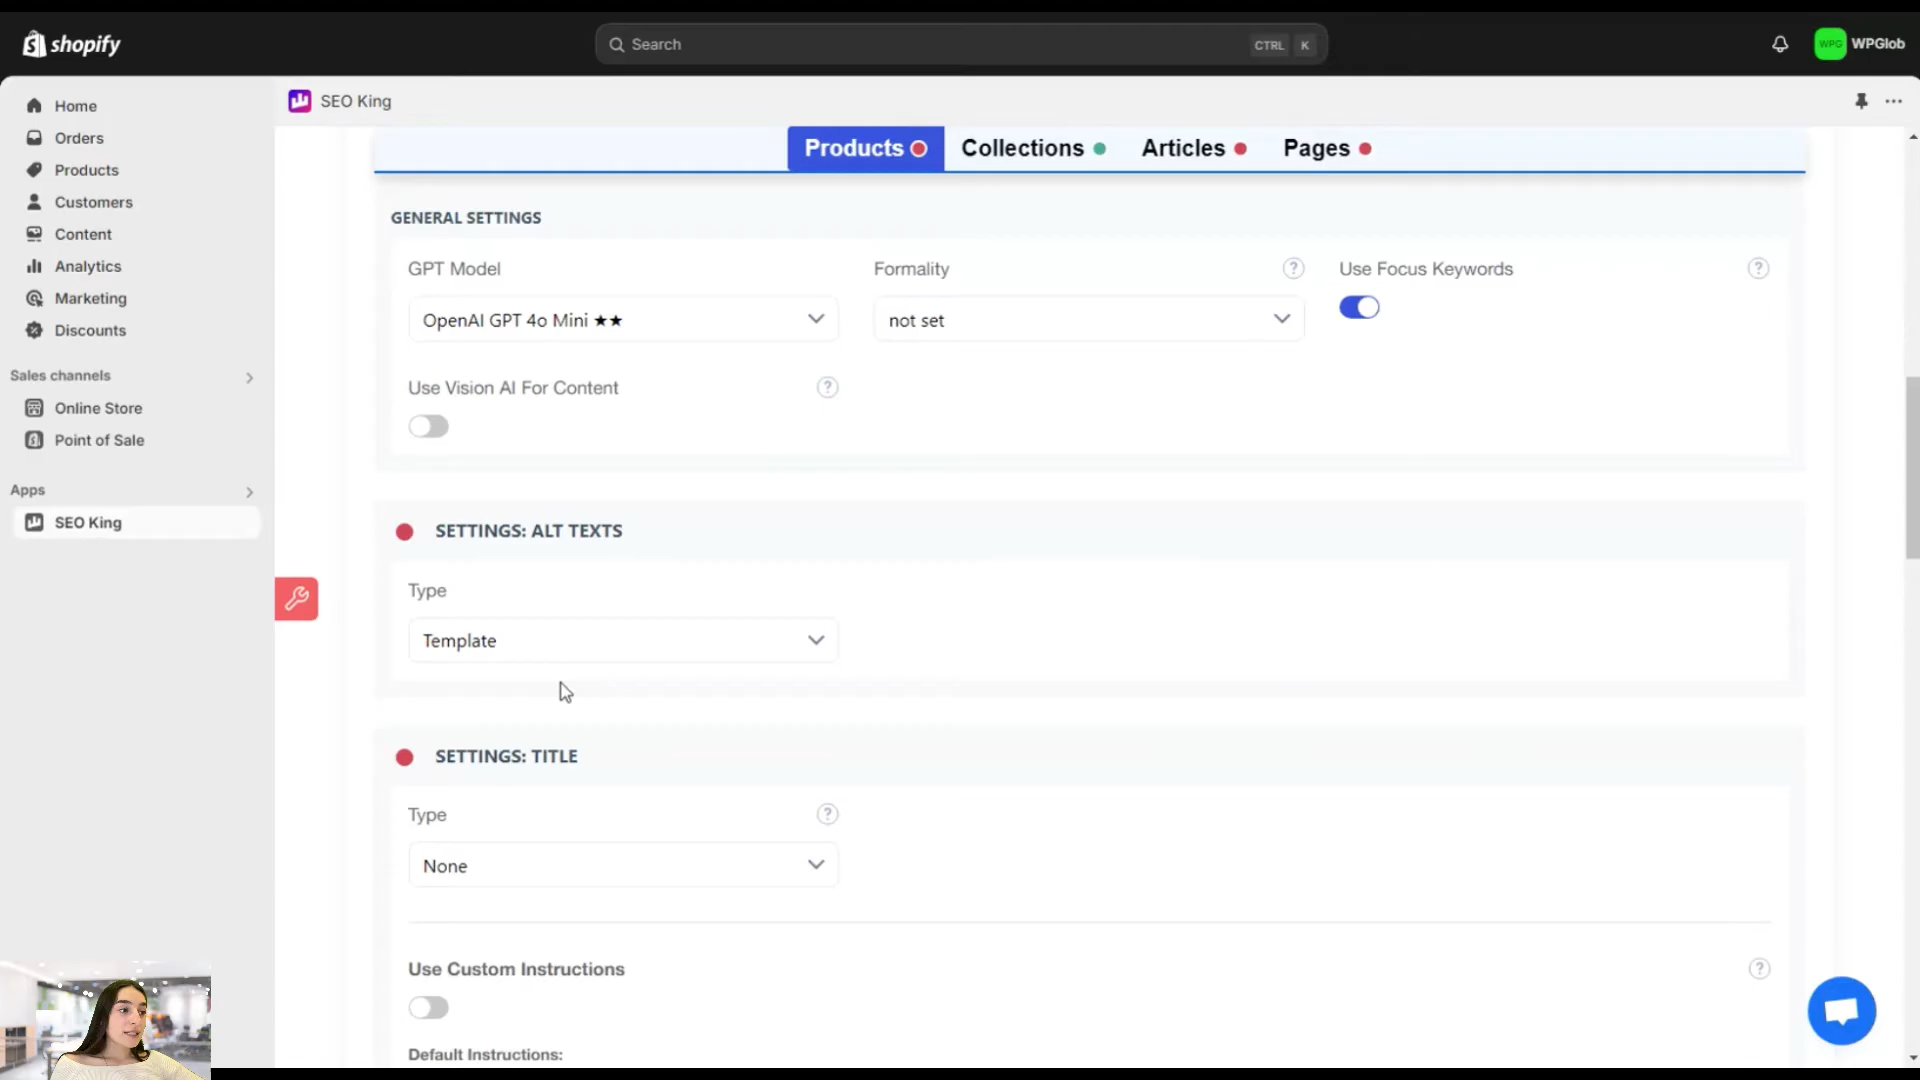 shopify
Search
CTRL K
WPG WPGlob
Home
Orders
Products
Customers
Content
Analytics
Marketing
Discounts
Sales channels
Online Store
Point of Sale
Apps
SEO King
SEO King
Products Collections Articles Pages
GENERAL SETTINGS
GPT Model
OpenAI GPT 4o Mini ★★
Formality ?
not set
Use Focus Keywords ?
Use Vision AI For Content ?
SETTINGS: ALT TEXTS
Type
Template
SETTINGS: TITLE
Type ?
None
Use Custom Instructions ?
Default Instructions: